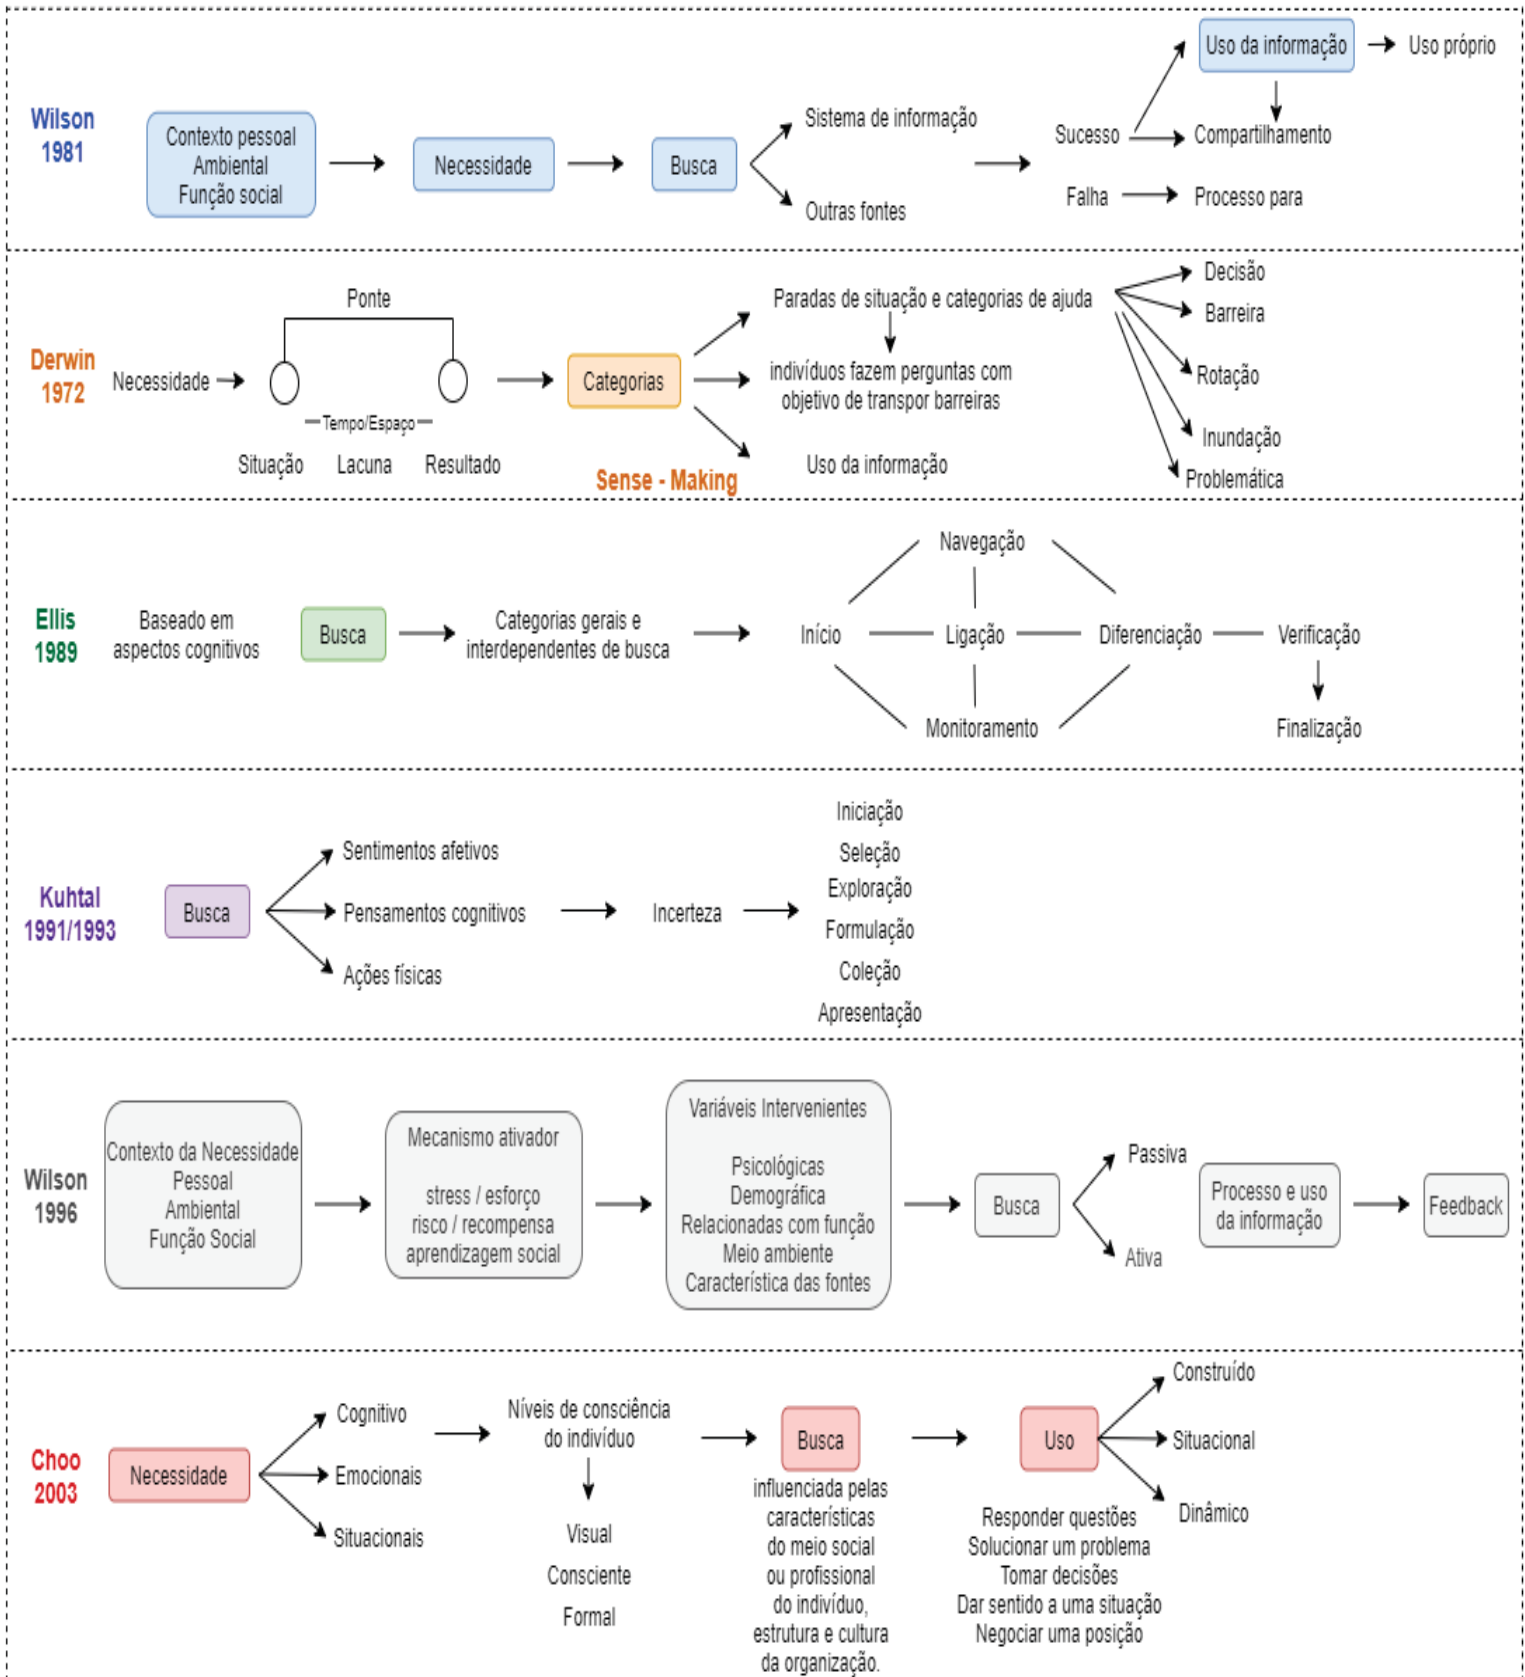 Wilson
1981
Contexto pessoal
Ambiental
Função social
Necessidade
Busca
Sistema de informação
Outras fontes
Sucesso
Falha
Uso da informação
Uso próprio
Compartilhamento
Processo para
Derwin
1972
Necessidade
Ponte
Tempo/Espaço
Situação
Lacuna
Resultado
Categorias
Sense - Making
Paradas de situação e categorias de ajuda
indivíduos fazem perguntas com
objetivo de transpor barreiras
Uso da informação
Decisão
Barreira
Rotação
Inundação
Problemática
Ellis
1989
Baseado em
aspectos cognitivos
Busca
Categorias gerais e
interdependentes de busca
Navegação
Início
Ligação
Diferenciação
Verificação
Monitoramento
Finalização
Kuhtal
1991/1993
Busca
Sentimentos afetivos
Pensamentos cognitivos
Ações físicas
Incerteza
Iniciação
Seleção
Exploração
Formulação
Coleção
Apresentação
Wilson
1996
Contexto da Necessidade
Pessoal
Ambiental
Função Social
Mecanismo ativador
stress / esforço
risco / recompensa
aprendizagem social
Variáveis Intervenientes
Psicológicas
Demográfica
Relacionadas com função
Meio ambiente
Característica das fontes
Busca
Passiva
Ativa
Processo e uso
da informação
Feedback
Choo
2003
Necessidade
Cognitivo
Emocionais
Situacionais
Níveis de consciência
do indivíduo
Visual
Consciente
Formal
Busca
influenciada pelas
características
do meio social
ou profissional
do indivíduo,
estrutura e cultura
da organização.
Uso
Responder questões
Solucionar um problema
Tomar decisões
Dar sentido a uma situação
Negociar uma posição
Construído
Situacional
Dinâmico